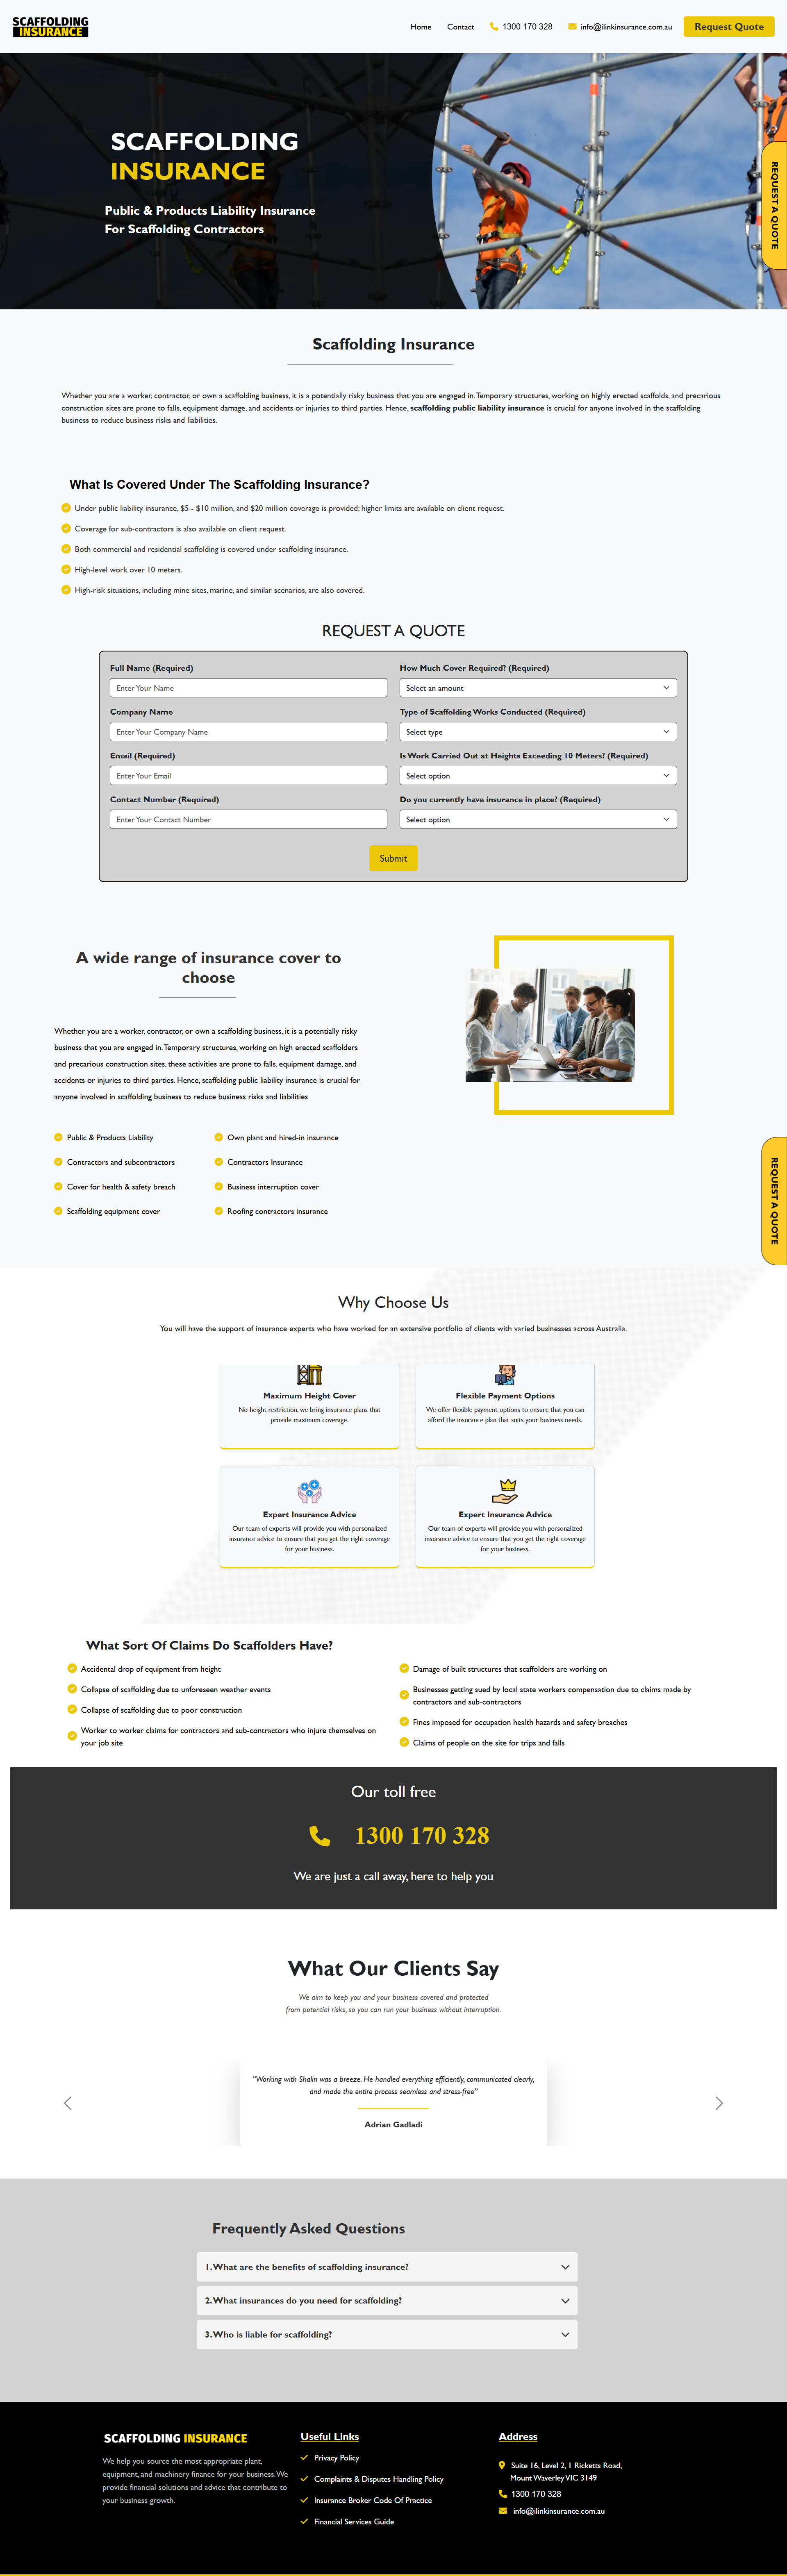 SCAFFOLDING
INSURANCE
Home
Contact
1300 170 328
info@ilinkinsurance.com.au
Request Quote
SCAFFOLDING
INSURANCE
Public & Products Liability Insurance
For Scaffolding Contractors
REQUEST A QUOTE
Scaffolding Insurance
Whether you are a worker, contractor, or own a scaffolding business, it is a potentially risky business that you are engaged in. Temporary structures, working on highly erected scaffolds, and precarious
construction sites are prone to falls, equipment damage, and accidents or injuries to third parties. Hence, scaffolding public liability insurance is crucial for anyone involved in the scaffolding
business to reduce business risks and liabilities.
What Is Covered Under The Scaffolding Insurance?
Under public liability insurance, $5 - $10 million, and $20 million coverage is provided; higher limits are available on client request.
Coverage for sub-contractors is also available on client request.
Both commercial and residential scaffolding is covered under scaffolding insurance.
High-level work over 10 meters.
High-risk situations, including mine sites, marine, and similar scenarios, are also covered.
REQUEST A QUOTE
Full Name (Required)
Enter Your Name
Company Name
Enter Your Company Name
Email (Required)
Enter Your Email
Contact Number (Required)
Enter Your Contact Number
How Much Cover Required? (Required)
Select an amount
Type of Scaffolding Works Conducted (Required)
Select type
Is Work Carried Out at Heights Exceeding 10 Meters? (Required)
Select option
Do you currently have insurance in place? (Required)
Select option
Submit
A wide range of insurance cover to
choose
Whether you are a worker, contractor, or own a scaffolding business, it is a potentially risky
business that you are engaged in. Temporary structures, working on high erected scaffolders
and precarious construction sites, these activities are prone to falls, equipment damage, and
accidents or injuries to third parties. Hence, scaffolding public liability insurance is crucial for
anyone involved in scaffolding business to reduce business risks and liabilities
Public & Products Liability
Contractors and subcontractors
Cover for health & safety breach
Scaffolding equipment cover
Own plant and hired-in insurance
Contractors Insurance
Business interruption cover
Roofing contractors insurance
REQUEST A QUOTE
Why Choose Us
You will have the support of insurance experts who have worked for an extensive portfolio of clients with varied businesses across Australia.
Maximum Height Cover
No height restriction, we bring insurance plans that
provide maximum coverage.
Flexible Payment Options
We offer flexible payment options to ensure that you can
afford the insurance plan that suits your business needs.
Expert Insurance Advice
Our team of experts will provide you with personalized
insurance advice to ensure that you get the right coverage
for your business.
Expert Insurance Advice
Our team of experts will provide you with personalized
insurance advice to ensure that you get the right coverage
for your business.
What Sort Of Claims Do Scaffolders Have?
Accidental drop of equipment from height
Collapse of scaffolding due to unforeseen weather events
Collapse of scaffolding due to poor construction
Worker to worker claims for contractors and sub-contractors who injure themselves on
your job site
Damage of built structures that scaffolders are working on
Businesses getting sued by local state workers compensation due to claims made by
contractors and sub-contractors
Fines imposed for occupation health hazards and safety breaches
Claims of people on the site for trips and falls
Our toll free
1300 170 328
We are just a call away, here to help you
What Our Clients Say
We aim to keep you and your business covered and protected
from potential risks, so you can run your business without interruption.
"Working with Shalin was a breeze. He handled everything efficiently, communicated clearly,
and made the entire process seamless and stress-free"
Adrian Gadladi
Frequently Asked Questions
1. What are the benefits of scaffolding insurance?
2. What insurances do you need for scaffolding?
3. Who is liable for scaffolding?
SCAFFOLDING INSURANCE
We help you source the most appropriate plant,
equipment, and machinery finance for your business. We
provide financial solutions and advice that contribute to
your business growth.
Useful Links
Privacy Policy
Complaints & Disputes Handling Policy
Insurance Broker Code Of Practice
Financial Services Guide
Address
Suite 16, Level 2, 1 Ricketts Road,
Mount Waverley VIC 3149
1300 170 328
info@ilinkinsurance.com.au